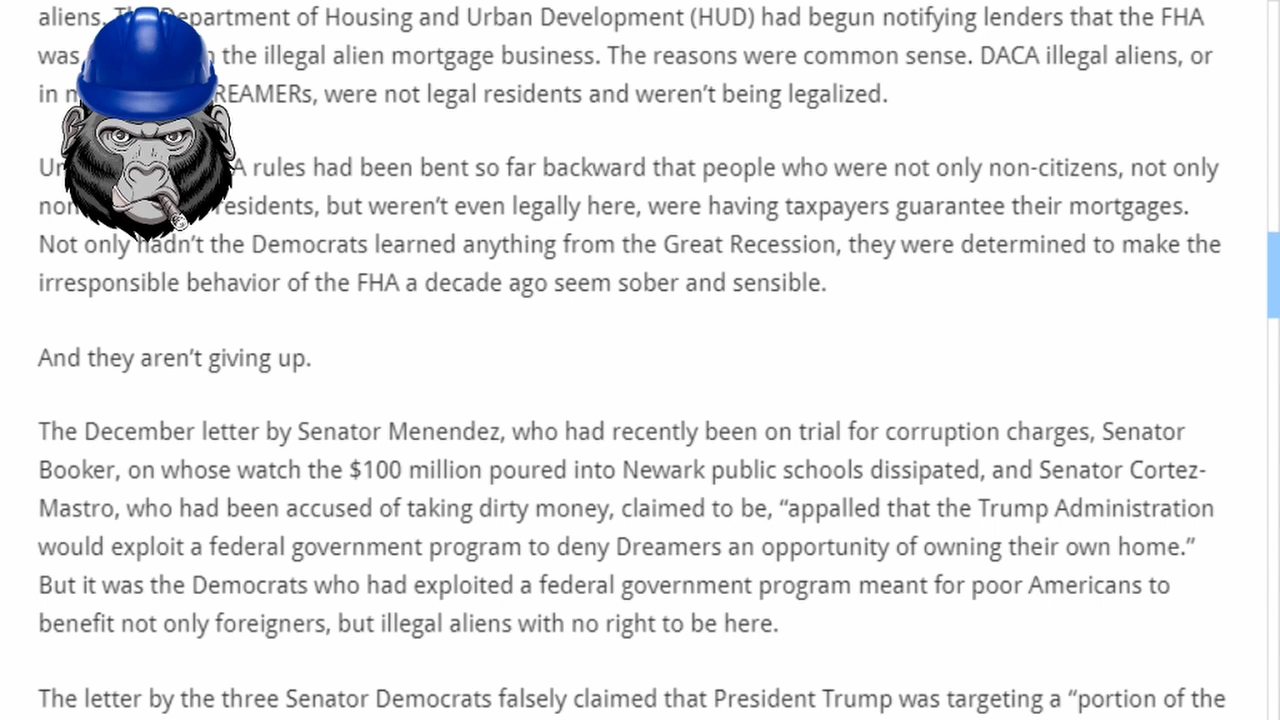 aliens. Department of Housing and Urban Development (HUD) had begun notifying lenders that the FHA
was the illegal alien mortgage business. The reasons were common sense. DACA illegal aliens, or
in REAMERs, were not legal residents and weren’t being legalized.
A rules had been bent so far backward that people who were not only non-citizens, not only
residents, but weren’t even legally here, were having taxpayers guarantee their mortgages.
Not only hadn’t the Democrats learned anything from the Great Recession, they were determined to make the
irresponsible behavior of the FHA a decade ago seem sober and sensible.
And they aren’t giving up.
The December letter by Senator Menendez, who had recently been on trial for corruption charges, Senator
Booker, on whose watch the $100 million poured into Newark public schools dissipated, and Senator Cortez-
Mastro, who had been accused of taking dirty money, claimed to be, “appalled that the Trump Administration
would exploit a federal government program to deny Dreamers an opportunity of owning their own home.”
But it was the Democrats who had exploited a federal government program meant for poor Americans to
benefit not only foreigners, but illegal aliens with no right to be here.
The letter by the three Senator Democrats falsely claimed that President Trump was targeting a “portion of the